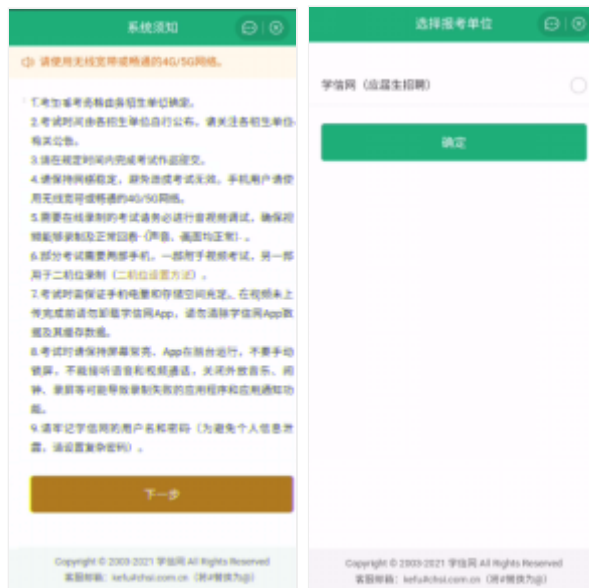 系统须知
请使用无线宽带或畅通的4G/5G网络。
1.考加省考务格由各招生单位确定。
2.考试时间由各招生单位自行公布，请关注各招生单位
相关公告。
3.请在规定时间内完成考试作品提交。
4.请保持网络稳定，避免造成考试无效，手机用户请使
用无线宽带或畅通的4G/5G网络。
5.需要在线录制的考试请务必进行音视频调试，确保视
频能够录制及正常回看（声音、画面均正常）。
6.部分考试需要两部手机，一部用于视频考试，另一部
用于二机位录制（二机位设置方法）。
7.考试时需保证手机电量和存储空间充足。在视频未上
传完成前请勿卸载学信网App，请勿清除学信网App数
据及其缓存数据。
8.考试时请保持屏幕常亮，App在前台运行，不要手动
锁屏，不能接听语音和视频通话，关闭外放音乐、闹
钟、录屏等可能导致录制失败的应用程序和应用通知功
能。
9.请牢记学信网的用户名和密码（为避免个人信息泄
露，请设置复杂密码）。
下一步
Copyright © 2003-2021 学信网 All Rights Reserved
客服邮箱：kefu#chsi.com.cn（将#替换为@）
选择报考单位
学信网（应届生招聘）
确定
Copyright © 2003-2021 学信网 All Rights Reserved
客服邮箱：kefu#chsi.com.cn（将#替换为@）